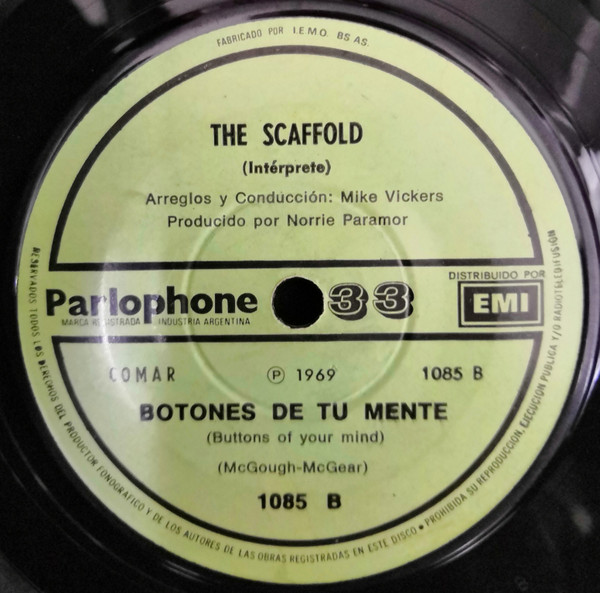 FABRICADO POR I.E.M.O. BS AS.
THE SCAFFOLD
(Intérprete)
Arreglos y Conducción: Mike Vickers
Producido por Norrie Paramor
DISTRIBUIDO POR
Parlophone 33 EMI
MARCA REGISTRADA INDUSTRIA ARGENTINA
COMAR ℗ 1969 1085 B
BOTONES DE TU MENTE
(Buttons of your mind)
(McGough-McGear)
1085 B
RESERVADOS TODOS LOS DERECHOS DEL PRODUCTOR FONOGRAFICO Y DE LOS AUTORES DE LAS OBRAS REGISTRADAS EN ESTE DISCO • PROHIBIDA SU REPRODUCCION, EJECUCION PUBLICA Y/O RADIOTELEDIFUSION